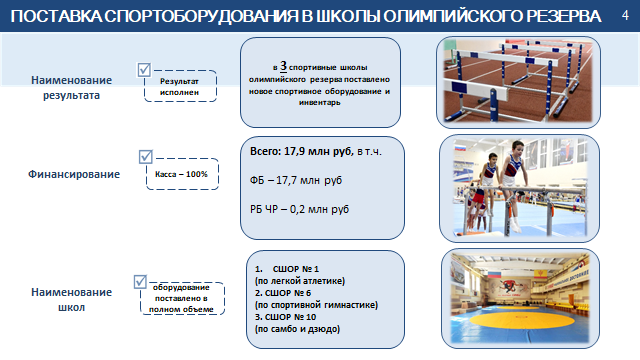 ПОСТАВКА СПОРТОБОРУДОВАНИЯ В ШКОЛЫ ОЛИМПИЙСКОГО РЕЗЕРВА
4
Наименование
результата
Результат
исполнен
в 3 спортивные школы
олимпийского резерва поставлено
новое спортивное оборудование и
инвентарь
Финансирование
Касса – 100%
Всего: 17,9 млн руб, в т.ч.
ФБ – 17,7 млн руб
РБ ЧР – 0,2 млн руб
Наименование
школ
оборудование
поставлено в
полном объеме
1. СШОР № 1
(по легкой атлетике)
2. СШОР № 6
(по спортивной гимнастике)
3. СШОР № 10
(по самбо и дзюдо)